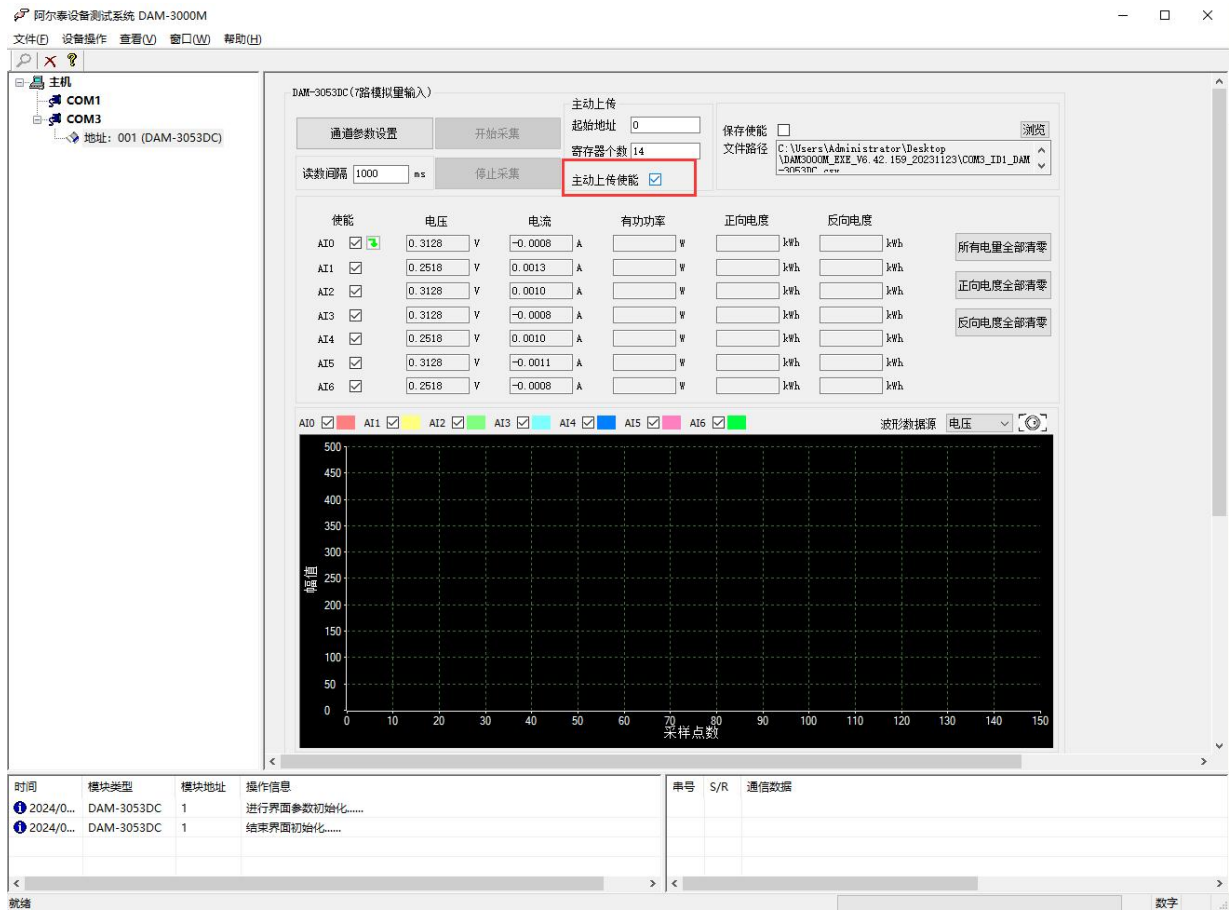 阿尔泰设备测试系统 DAM-3000M
文件(F) 设备操作 查看(V) 窗口(W) 帮助(H)
主机
COM1
COM3
地址：001 (DAM-3053DC)
DAM-3053DC(7路模拟量输入)
通道参数设置 开始采集
读数间隔 1000 ms 停止采集
主动上传
起始地址 0
寄存器个数 14
主动上传使能
保存使能 浏览
文件路径 C:\Users\Administrator\Desktop
\DAM3000M_EXE_V6.42.159_20231123\COM3_ID1_DAM
-3053DC.csv
使能 电压 电流 有功功率 正向电度 反向电度
AI0 0.3128 V -0.0008 A W kWh kWh
AI1 0.2518 V 0.0013 A W kWh kWh
AI2 0.3128 V 0.0010 A W kWh kWh
AI3 0.3128 V -0.0008 A W kWh kWh
AI4 0.2518 V 0.0010 A W kWh kWh
AI5 0.3128 V -0.0011 A W kWh kWh
AI6 0.2518 V -0.0008 A W kWh kWh
所有电量全部清零
正向电度全部清零
反向电度全部清零
AI0 AI1 AI2 AI3 AI4 AI5 AI6 波形数据源 电压
500
450
400
350
300
250
200
150
100
50
0
幅值
0 10 20 30 40 50 60 70 80 90 100 110 120 130 140 150
采样点数
时间 模块类型 模块地址 操作信息
2024/0... DAM-3053DC 1 进行界面参数初始化......
2024/0... DAM-3053DC 1 结束界面初始化......
串号 S/R 通信数据
就绪 数字